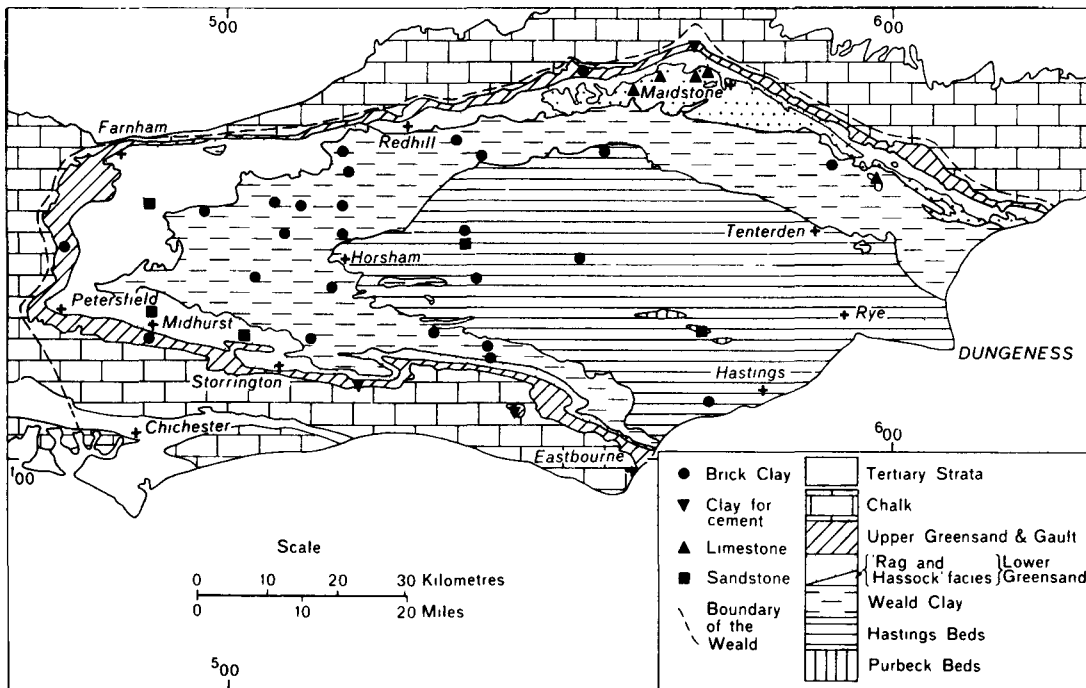 500
600
Farnham
Redhill
Maidstone
Tenterden
Horsham
Petersfield
Midhurst
Rye
DUNGENESS
Storrington
Hastings
Chichester
Eastbourne
600
100
Brick Clay
Clay for
cement
Limestone
Sandstone
Boundary
of the
Weald
Tertiary Strata
Chalk
Upper Greensand & Gault
'Rag and
Hassock' facies
Lower
Greensand
Weald Clay
Hastings Beds
Purbeck Beds
Scale
0 10 20 30 Kilometres
0 10 20 Miles
500